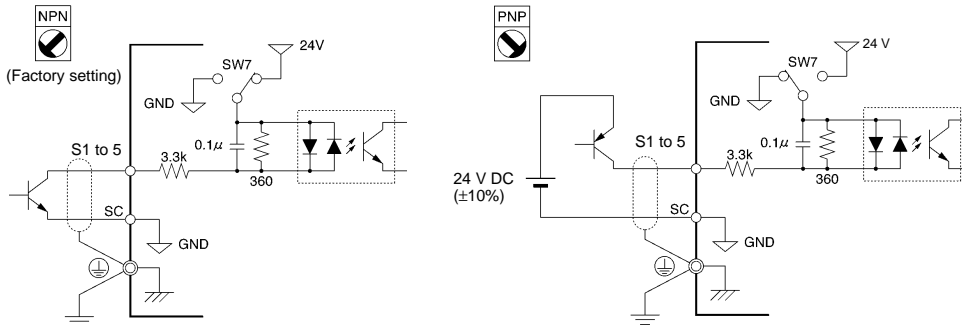 NPN
(Factory setting)
24V
SW7
GND
0.1μ
S1 to 5
3.3k
360
SC
GND
PNP
24 V
SW7
GND
0.1μ
S1 to 5
3.3k
360
24 V DC
(±10%)
SC
GND